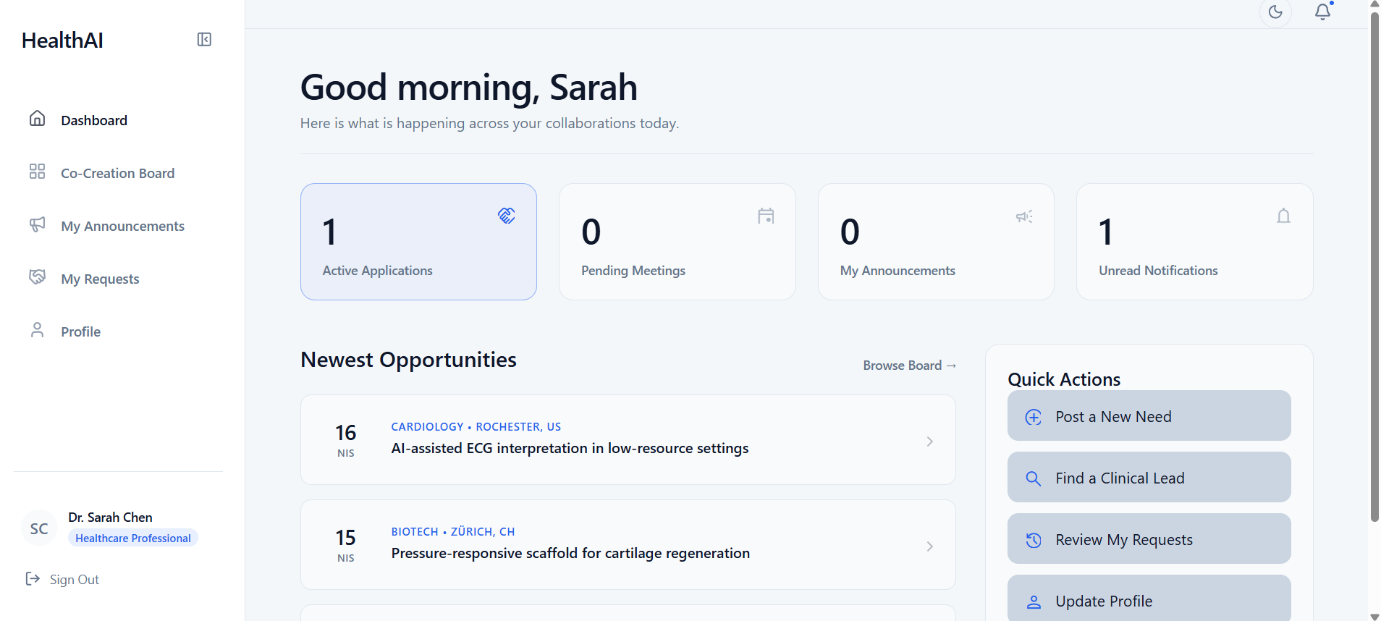 HealthAI
Dashboard
Co-Creation Board
My Announcements
My Requests
Profile
SC
Dr. Sarah Chen
Healthcare Professional
Sign Out
Good morning, Sarah
Here is what is happening across your collaborations today.
1
Active Applications
0
Pending Meetings
0
My Announcements
1
Unread Notifications
Newest Opportunities
Browse Board →
16
NIS
CARDIOLOGY • ROCHESTER, US
AI-assisted ECG interpretation in low-resource settings
15
NIS
BIOTECH • ZÜRICH, CH
Pressure-responsive scaffold for cartilage regeneration
Quick Actions
Post a New Need
Find a Clinical Lead
Review My Requests
Update Profile